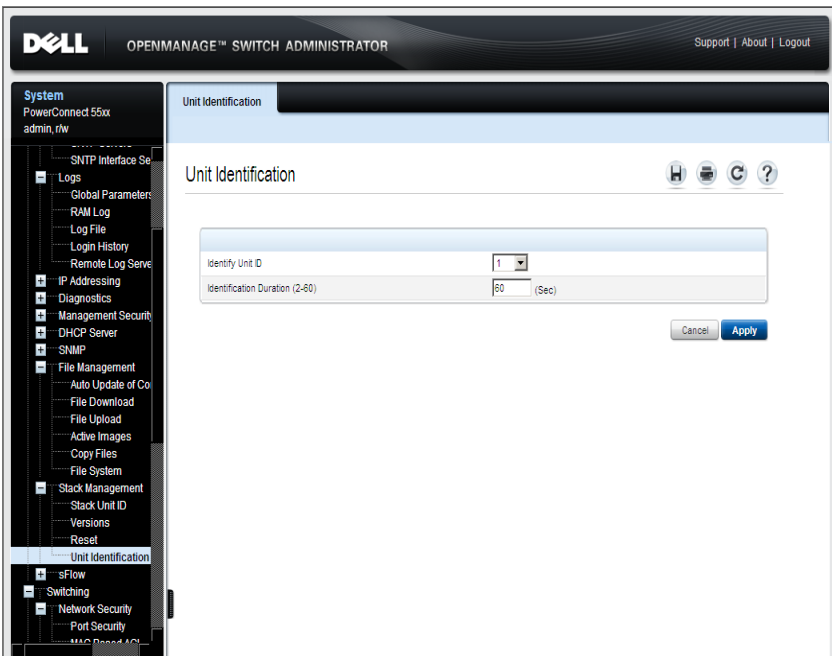 DELL OPENMANAGE™ SWITCH ADMINISTRATOR
Support | About | Logout
System
PowerConnect 55xx
admin, r/w
SNTP Interface Se
Logs
Global Parameters
RAM Log
Log File
Login History
Remote Log Serve
IP Addressing
Diagnostics
Management Security
DHCP Server
SNMP
File Management
Auto Update of Co
File Download
File Upload
Active Images
Copy Files
File System
Stack Management
Stack Unit ID
Versions
Reset
Unit Identification
sFlow
Switching
Network Security
Port Security
Unit Identification
Unit Identification
Identify Unit ID 1
Identification Duration (2-60) 60 (Sec)
Cancel Apply